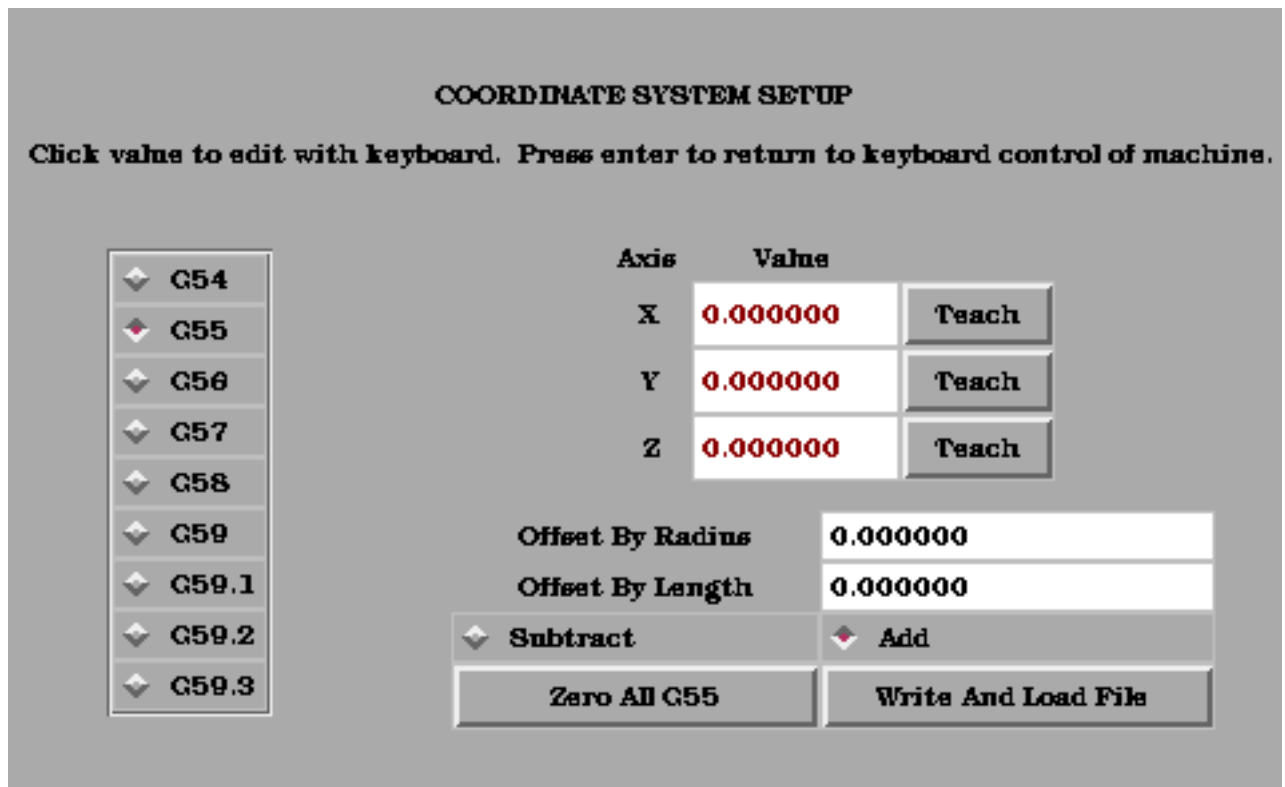 COORDINATE SYSTEM SETUP
Click value to edit with keyboard. Press enter to return to keyboard control of machine.
G54
G55
G56
G57
G58
G59
G59.1
G59.2
G59.3
Axis Value
X 0.000000 Teach
Y 0.000000 Teach
Z 0.000000 Teach
Offset By Radius 0.000000
Offset By Length 0.000000
Subtract Add
Zero All G55 Write And Load File